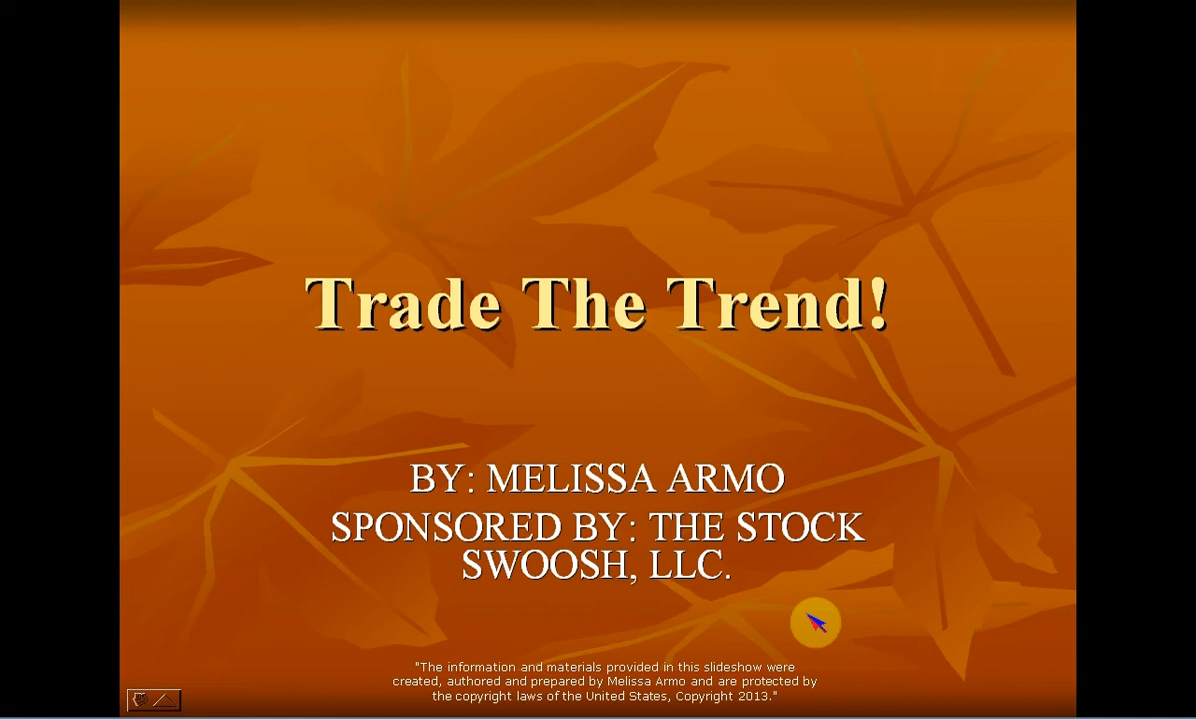 Trade The Trend!
BY: MELISSA ARMO
SPONSORED BY: THE STOCK
SWOOSH, LLC.
"The information and materials provided in this slideshow were
created, authored and prepared by Melissa Armo and are protected by
the copyright laws of the United States, Copyright 2013."